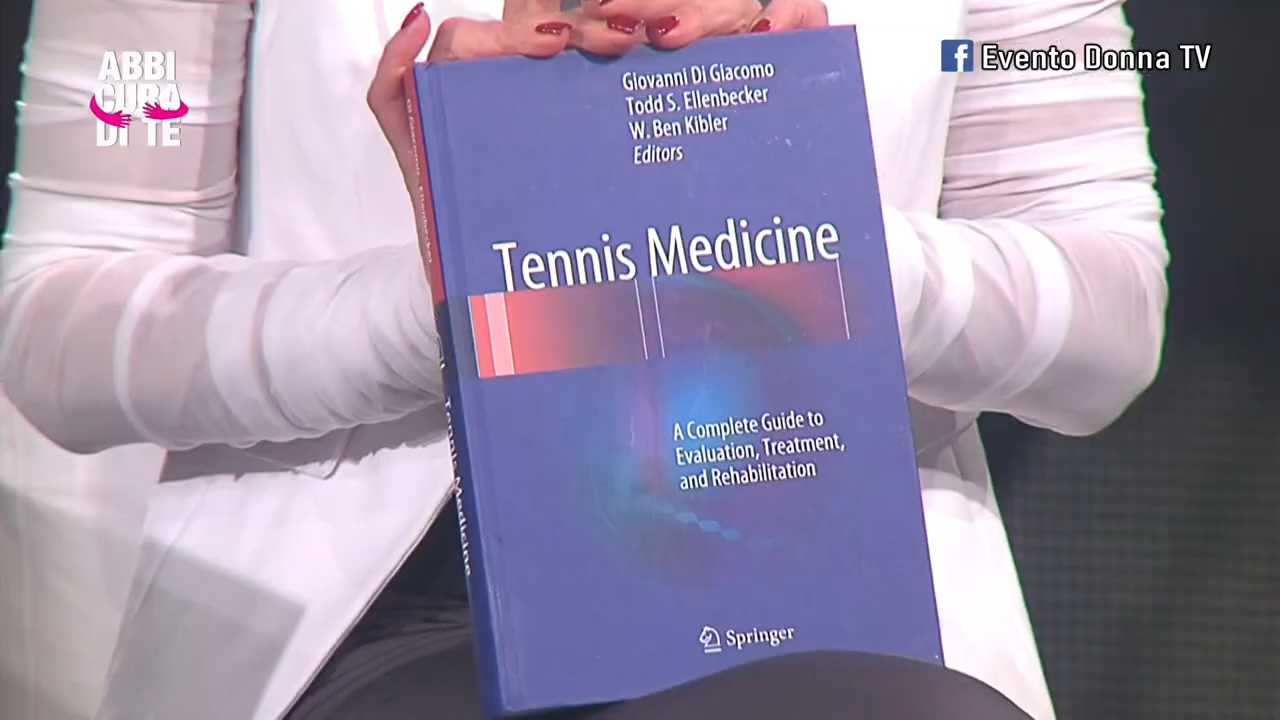 ABBI
CURA
DI TE
Evento Donna TV
Giovanni Di Giacomo
Todd S. Ellenbecker
W. Ben Kibler
Editors
Tennis Medicine
A Complete Guide to
Evaluation, Treatment,
and Rehabilitation
Springer
Tennis Medicine